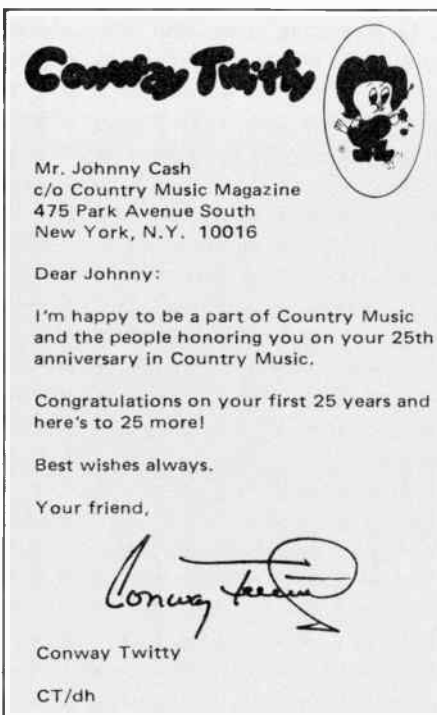 Conway Twitty
Mr. Johnny Cash
c/o Country Music Magazine
475 Park Avenue South
New York, N.Y. 10016
Dear Johnny:
I'm happy to be a part of Country Music
and the people honoring you on your 25th
anniversary in Country Music.
Congratulations on your first 25 years and
here's to 25 more!
Best wishes always.
Your friend,
Conway Twitty
Conway Twitty
CT/dh